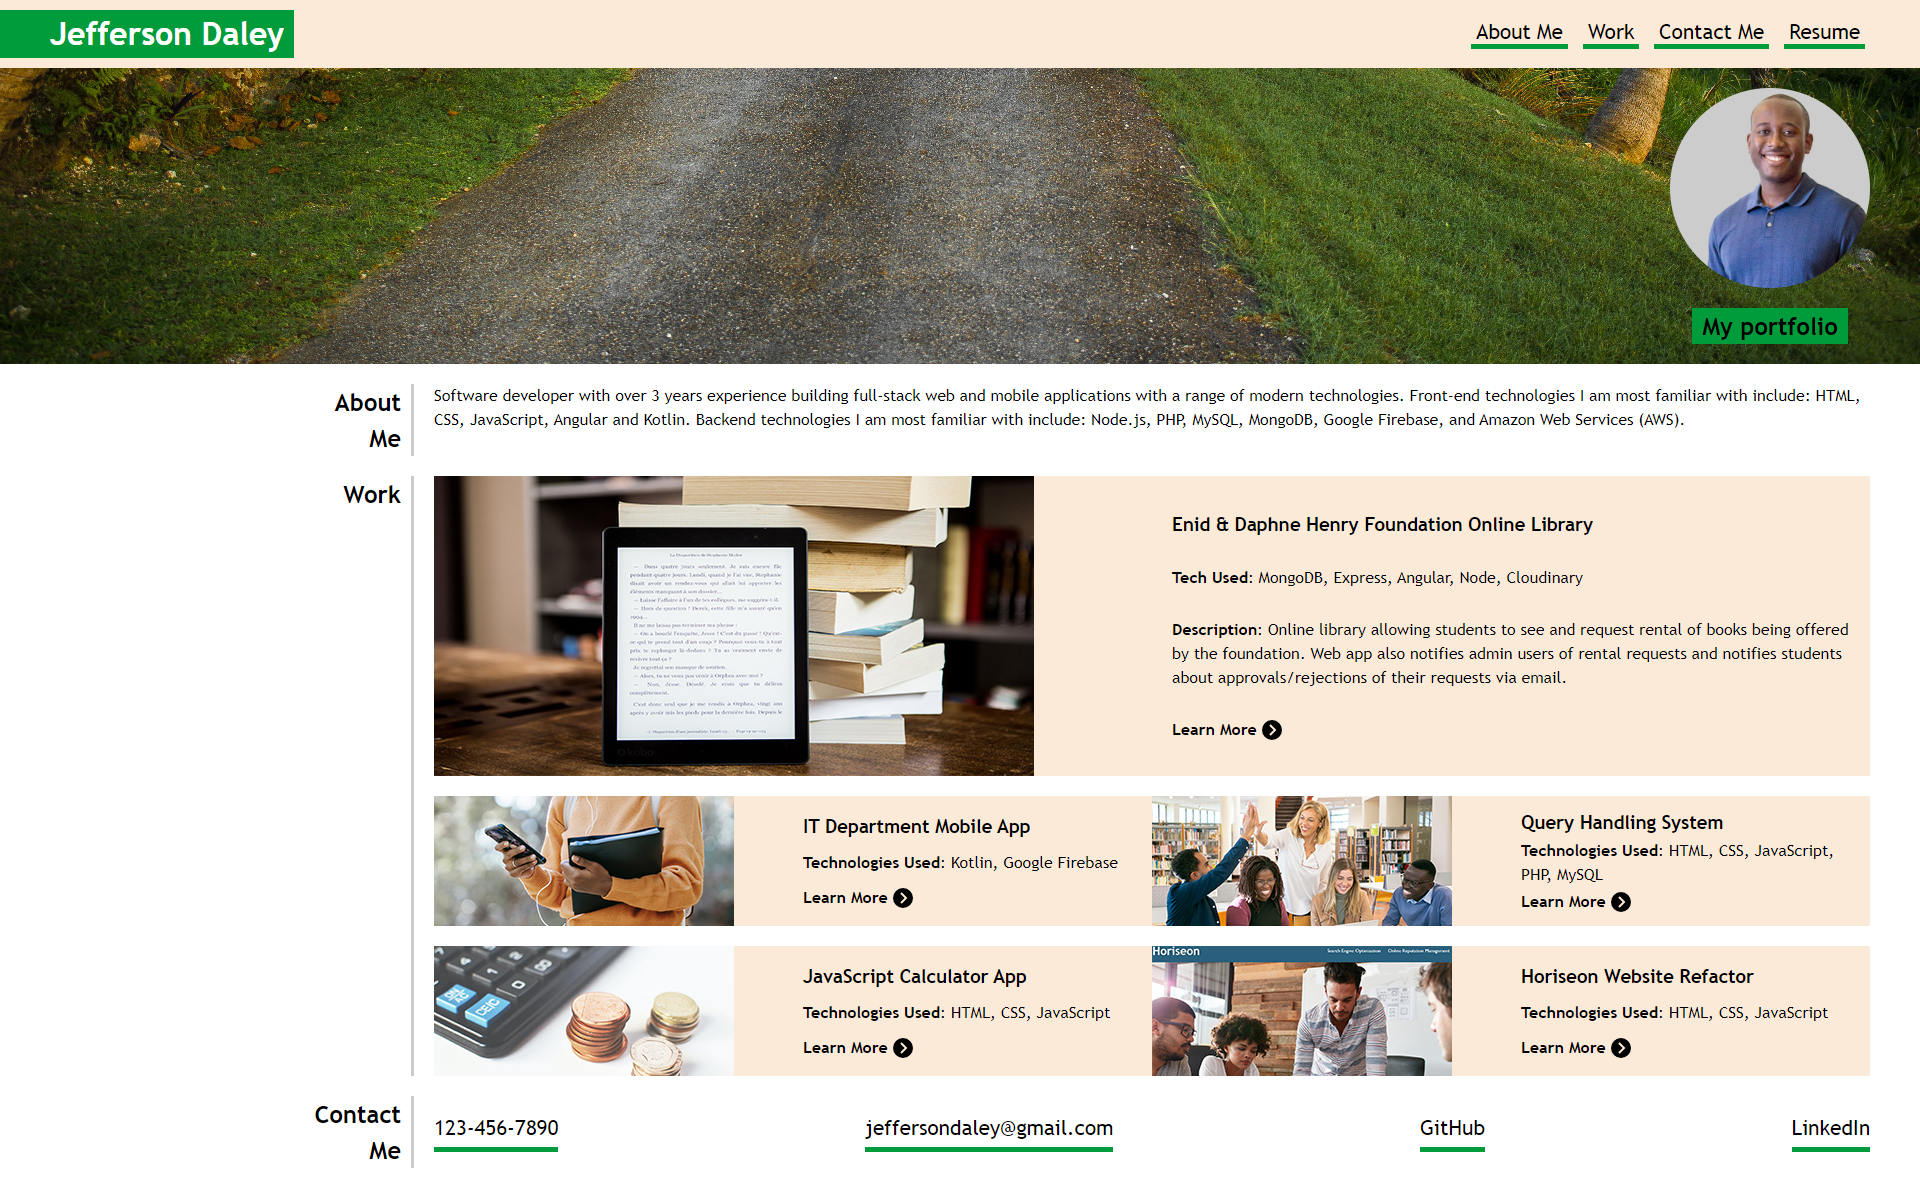 Jefferson Daley
About Me
Work
Contact Me
Resume
My portfolio
About
Me
Software developer with over 3 years experience building full-stack web and mobile applications with a range of modern technologies. Front-end technologies I am most familiar with include: HTML,
CSS, JavaScript, Angular and Kotlin. Backend technologies I am most familiar with include: Node.js, PHP, MySQL, MongoDB, Google Firebase, and Amazon Web Services (AWS).
Work
Enid & Daphne Henry Foundation Online Library
Tech Used: MongoDB, Express, Angular, Node, Cloudinary
Description: Online library allowing students to see and request rental of books being offered
by the foundation. Web app also notifies admin users of rental requests and notifies students
about approvals/rejections of their requests via email.
Learn More
IT Department Mobile App
Technologies Used: Kotlin, Google Firebase
Learn More
Query Handling System
Technologies Used: HTML, CSS, JavaScript,
PHP, MySQL
Learn More
JavaScript Calculator App
Technologies Used: HTML, CSS, JavaScript
Learn More
Horiseon
Search Engine Optimization
Online Reputation Management
Horiseon Website Refactor
Technologies Used: HTML, CSS, JavaScript
Learn More
Contact
Me
123-456-7890
jeffersondaley@gmail.com
GitHub
LinkedIn